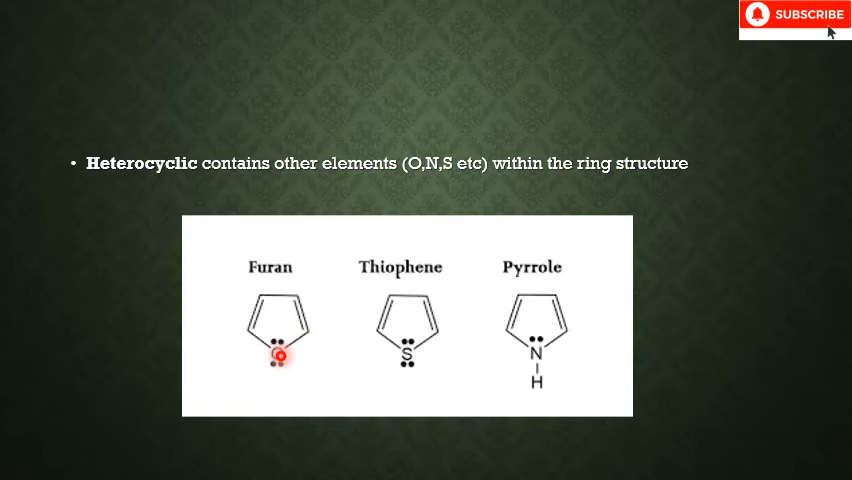 SUBSCRIBE
• Heterocyclic contains other elements (O,N,S etc) within the ring structure
Furan Thiophene Pyrrole
S N
H